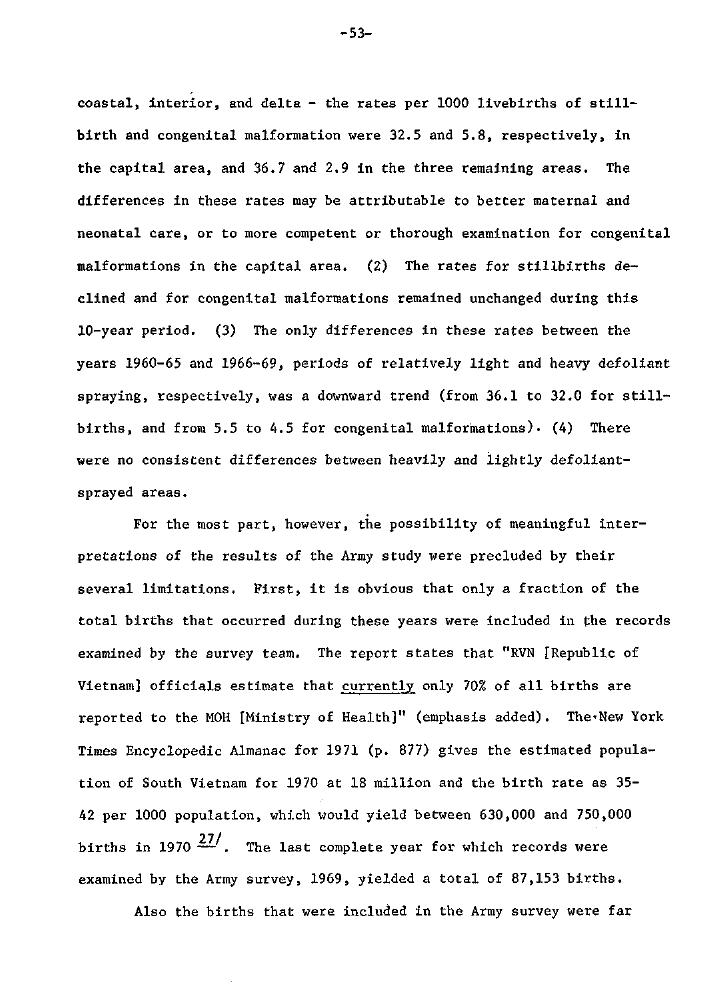 -53-
coastal, interior, and delta - the rates per 1000 livebirths of still-
birth and congenital malformation were 32.5 and 5.8, respectively, in
the capital area, and 36.7 and 2.9 in the three remaining areas. The
differences in these rates may be attributable to better maternal and
neonatal care, or to more competent or thorough examination for congenital
malformations in the capital area. (2) The rates for stillbirths de-
clined and for congenital malformations remained unchanged during this
10-year period. (3) The only differences in these rates between the
years 1960-65 and 1966-69, periods of relatively light and heavy defoliant
spraying, respectively, was a downward trend (from 36.1 to 32.0 for still-
births, and from 5.5 to 4.5 for congenital malformations). (4) There
were no consistent differences between heavily and lightly defoliant-
sprayed areas.
For the most part, however, the possibility of meaningful inter-
pretations of the results of the Army study were precluded by their
several limitations. First, it is obvious that only a fraction of the
total births that occurred during these years were included in the records
examined by the survey team. The report states that "RVN [Republic of
Vietnam] officials estimate that currently only 70% of all births are
reported to the MOH [Ministry of Health]" (emphasis added). The New York
Times Encyclopedic Almanac for 1971 (p. 877) gives the estimated popula-
tion of South Vietnam for 1970 at 18 million and the birth rate as 35-
42 per 1000 population, which would yield between 630,000 and 750,000
births in 1970 27/. The last complete year for which records were
examined by the Army survey, 1969, yielded a total of 87,153 births.
Also the births that were included in the Army survey were far